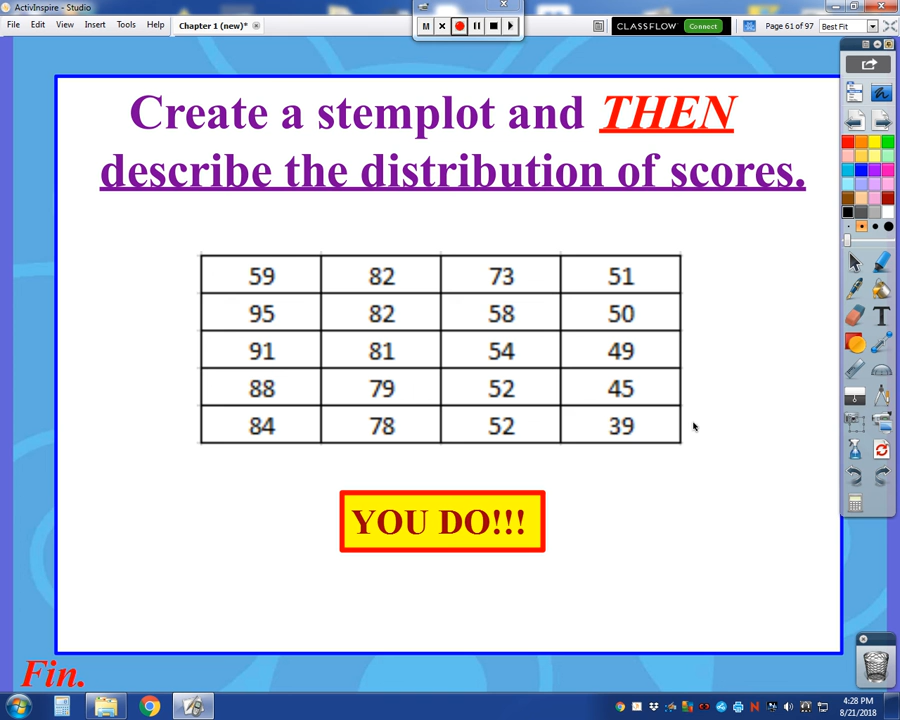 ActivInspire - Studio
File Edit View Insert Tools Help
Chapter 1 (new)*
M
CLASSFLOW Connect
Page 61 of 97
Best Fit
Create a stemplot and THEN
describe the distribution of scores.
59 82 73 51
95 82 58 50
91 81 54 49
88 79 52 45
84 78 52 39
YOU DO!!!
Fin.
4:28 PM
8/21/2018